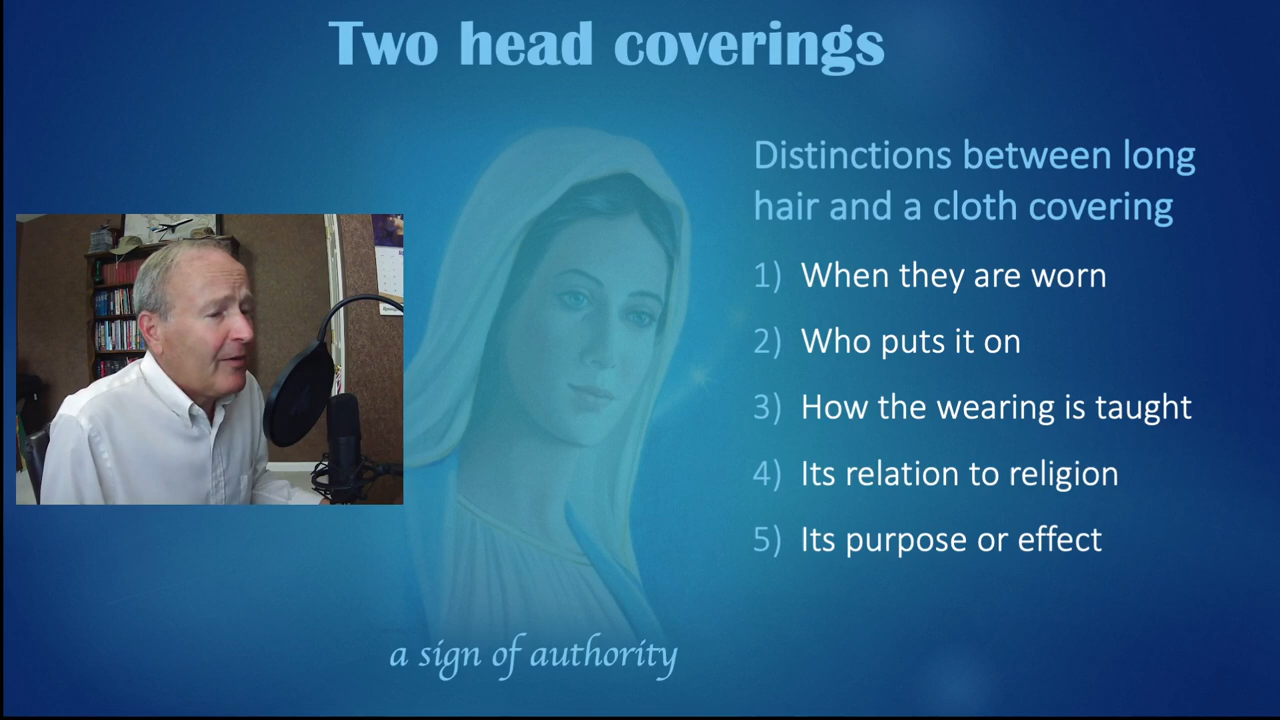 Two head coverings
Distinctions between long
hair and a cloth covering
1) When they are worn
2) Who puts it on
3) How the wearing is taught
4) Its relation to religion
5) Its purpose or effect
a sign of authority